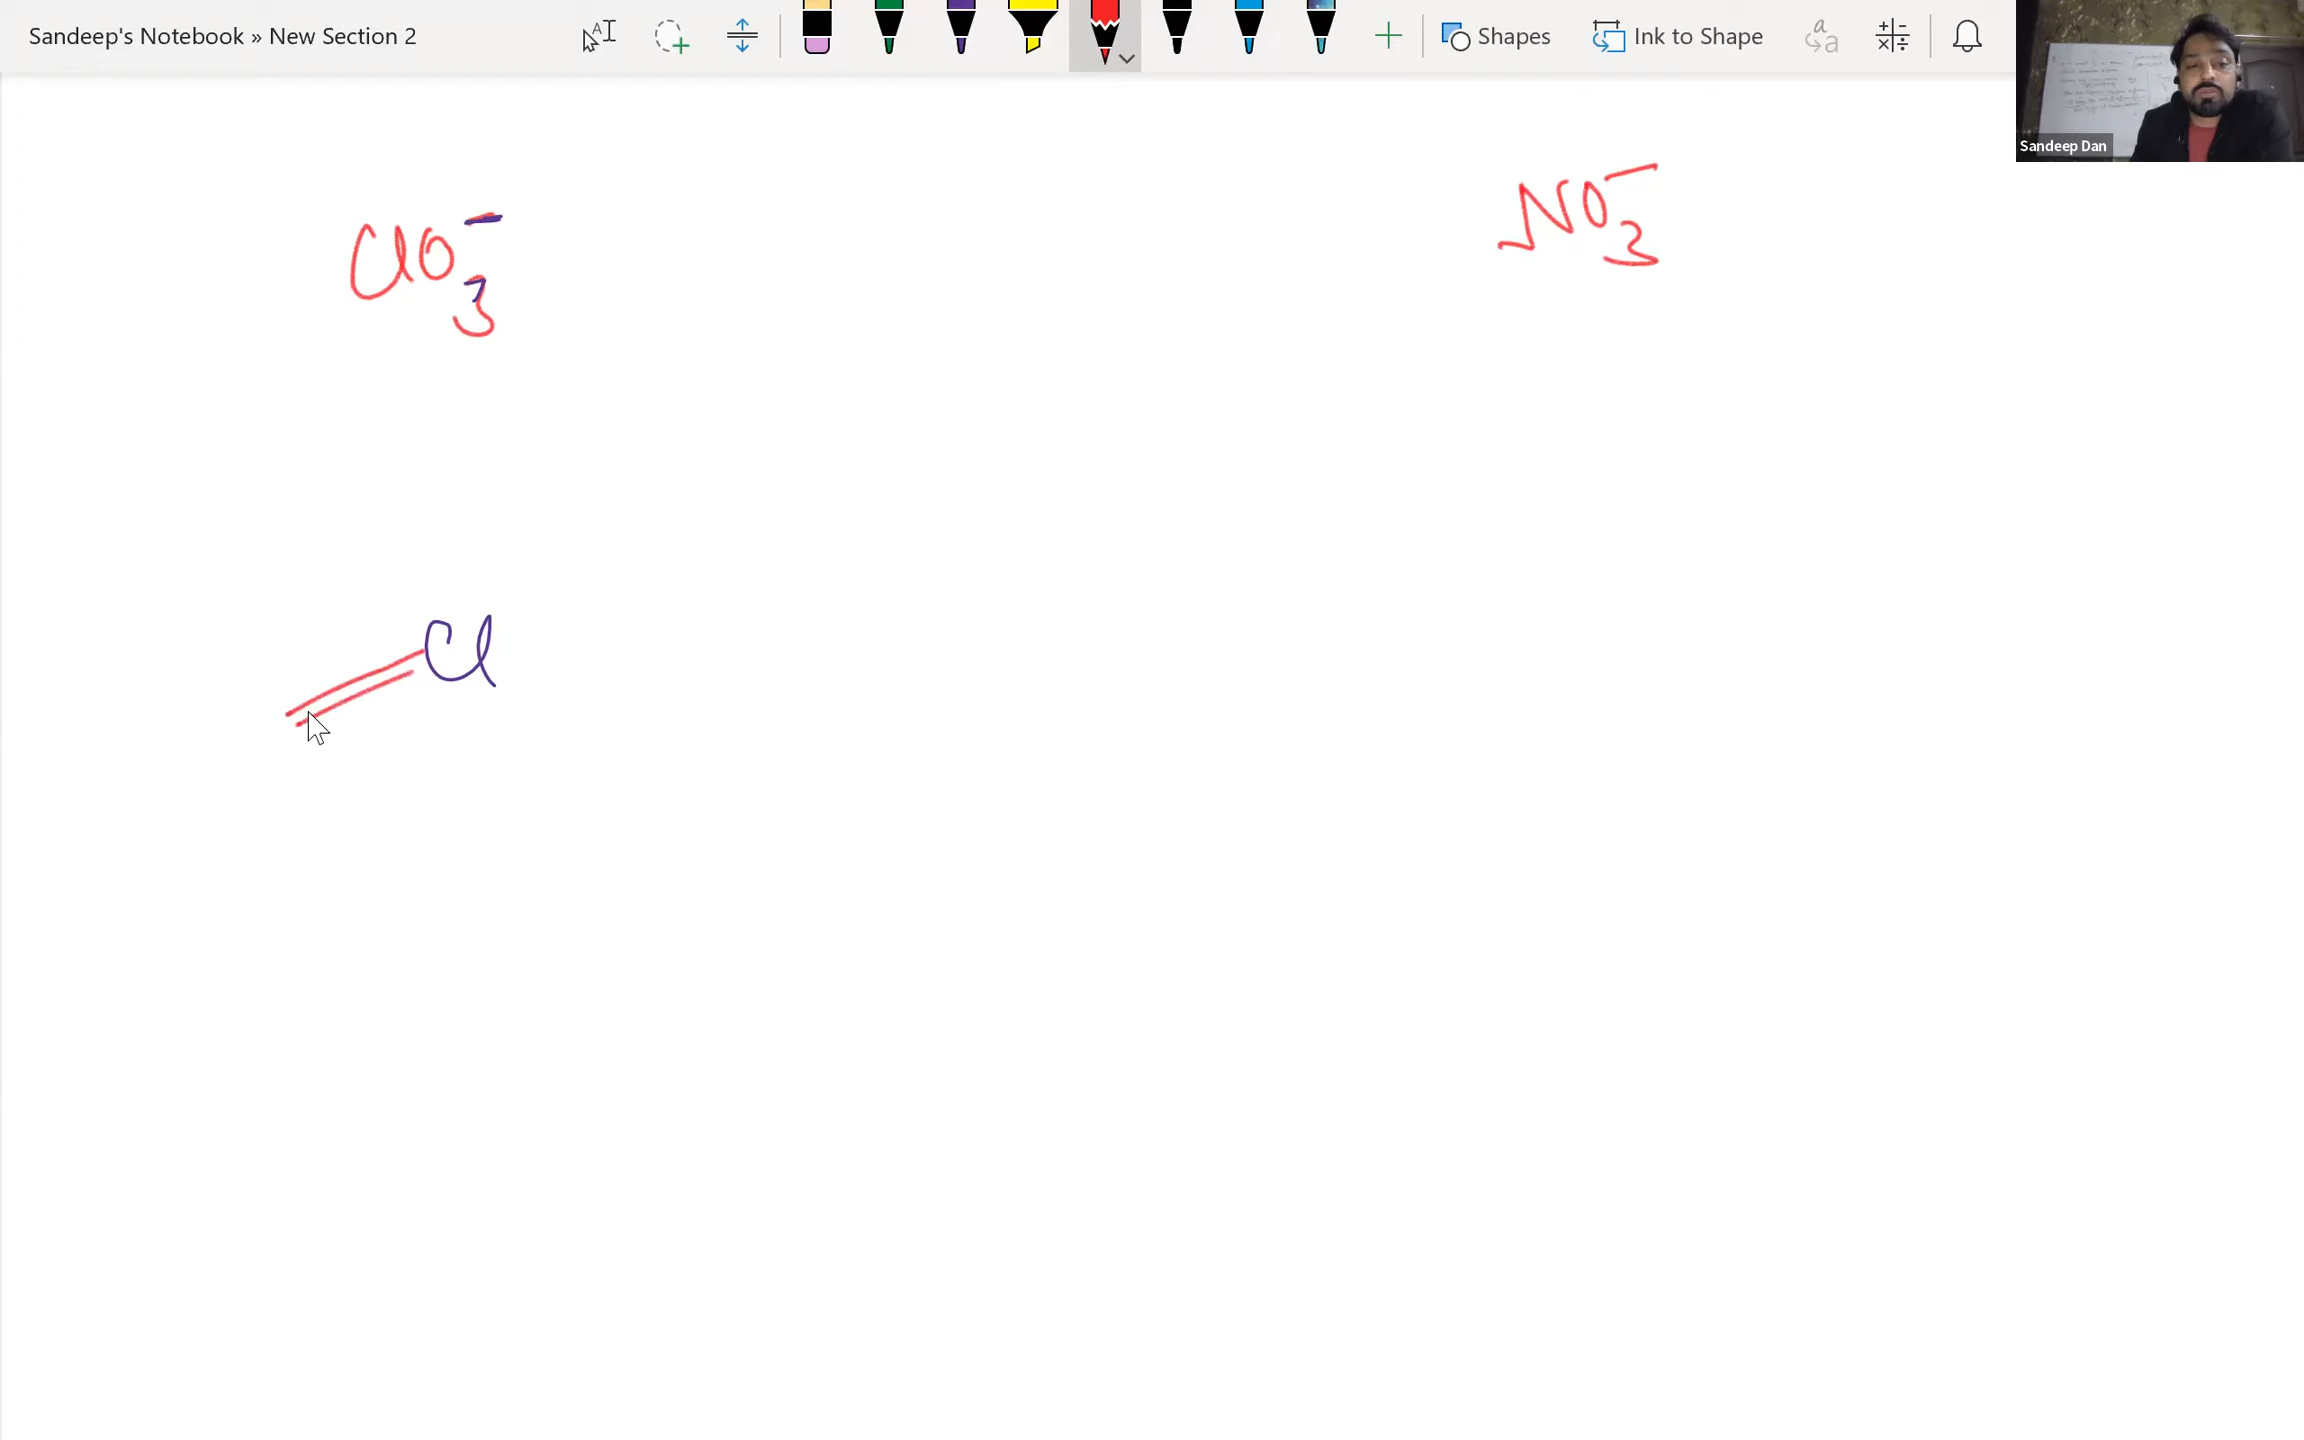 Sandeep's Notebook » New Section 2
Shapes
Ink to Shape
Sandeep Dan
ClO₃⁻
NO₃⁻
Cl